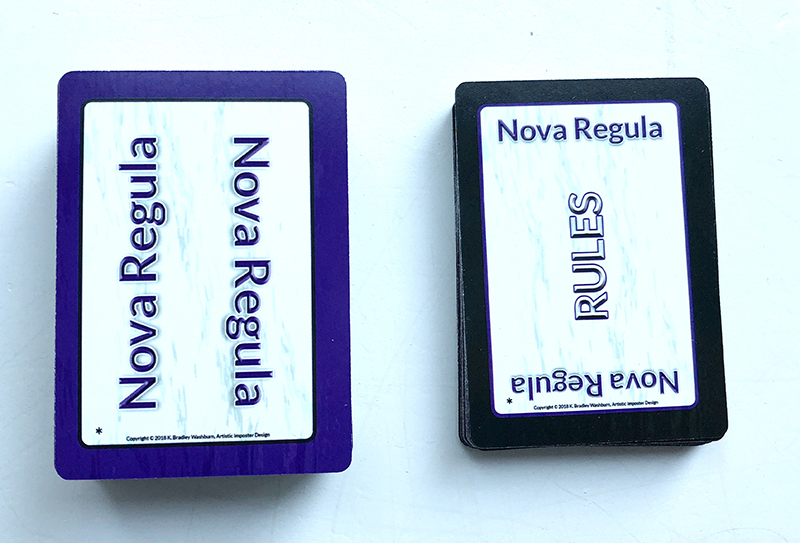 Nova Regula
Nova Regula
*
Copyright © 2018 K. Bradley Washburn, Artistic Imposter Design
Nova Regula
RULES
Nova Regula
*
Copyright © 2018 K. Bradley Washburn, Artistic Imposter Design